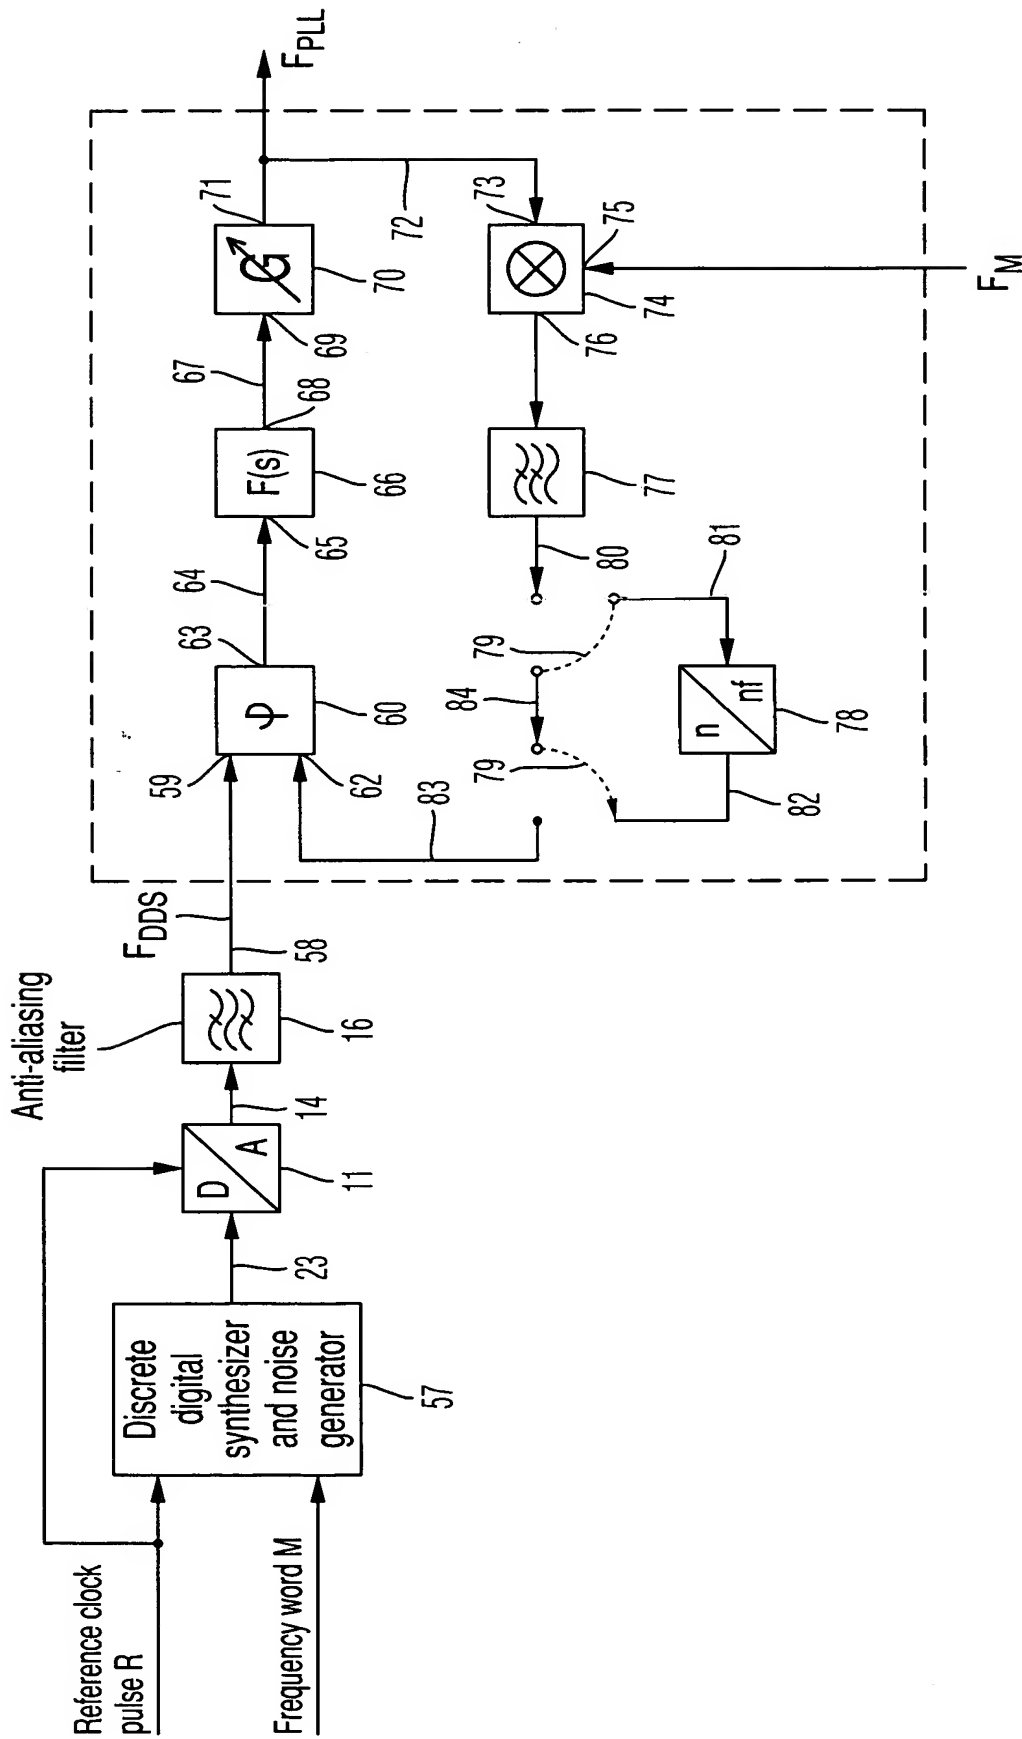 Reference clock
pulse R
Frequency word M
Discrete
digital
synthesizer
and noise
generator
57
23
D
A
11
14
Anti-aliasing
filter
16
58
F_DDS
59
62
φ
60
63
64
65
F(s)
66
67
68
69
G
70
71
F_PLL
72
73
74
75
76
F_M
77
80
79
84
79
81
n
nf
78
82
83